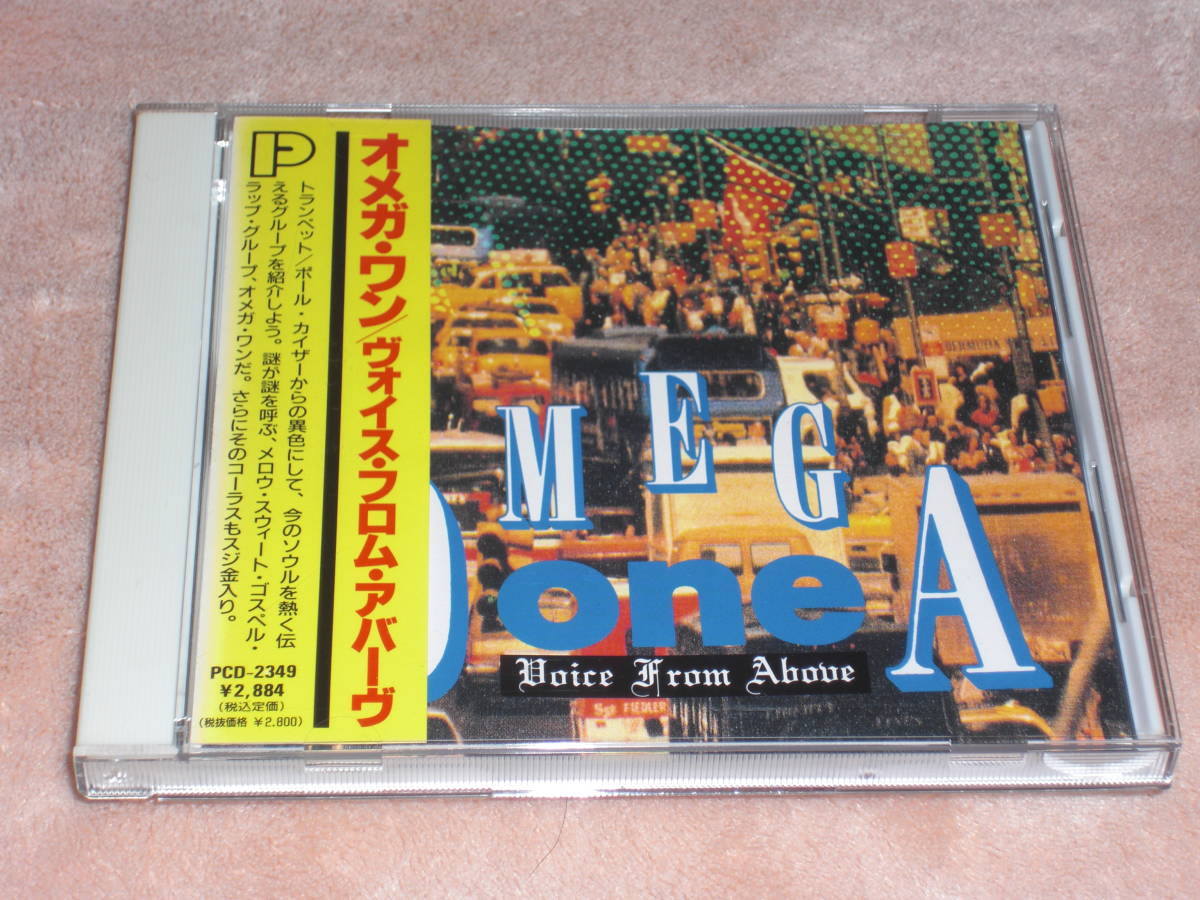 オメガ・ワン/ヴォイス・フロム・アバーヴ
トランペット/ポール・カイザーからの異色にして、今のソウルを熱く伝
えるグループを紹介しよう。謎が謎を呼ぶ、メロウ・スウィート・ゴスペル・
ラップ・グループ、オメガ・ワンだ。さらにそのコーラスもスジ金入り。
P
PCD-2349
¥2,884
(税込定価)
(税抜価格 ¥2,800)
OMEGA
one
Voice From Above
BERMUDA
Sgt FIEDLER